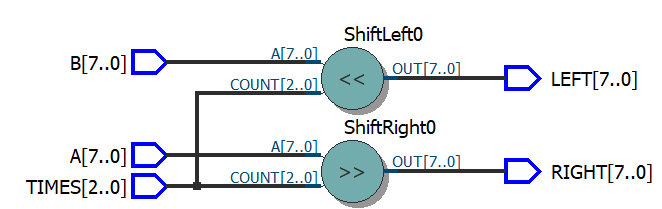 ShiftLeft0
B[7..0]
A[7..0]
COUNT[2..0]
<<
OUT[7..0]
LEFT[7..0]
ShiftRight0
A[7..0]
TIMES[2..0]
A[7..0]
COUNT[2..0]
>>
OUT[7..0]
RIGHT[7..0]